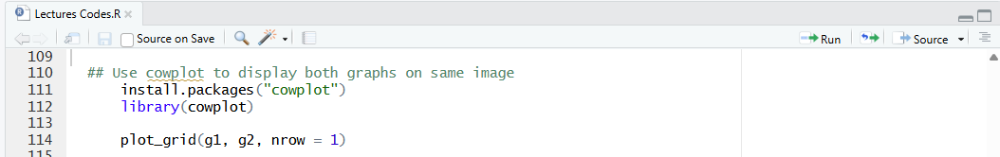 Lectures Codes.R
Source on Save
Run
Source
109
110 ## Use cowplot to display both graphs on same image
111 install.packages("cowplot")
112 library(cowplot)
113
114 plot_grid(g1, g2, nrow = 1)
115